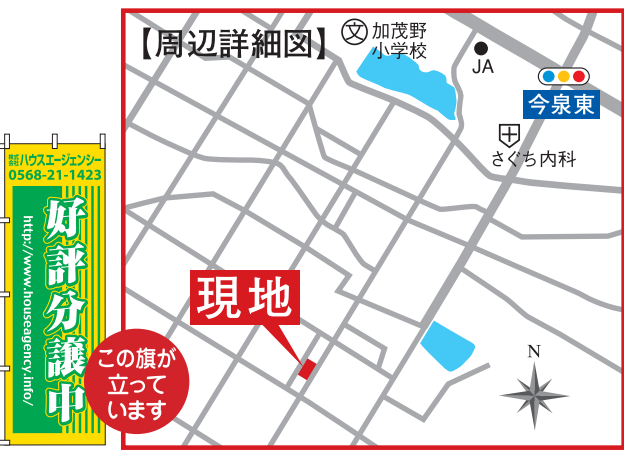 【周辺詳細図】
加茂野
小学校
文
JA
今泉東
さぐち内科
現地
N
株式
会社
ハウスエージェンシー
0568-21-1423
好評分譲中
http://www.houseagency.info/
この旗が
立って
います